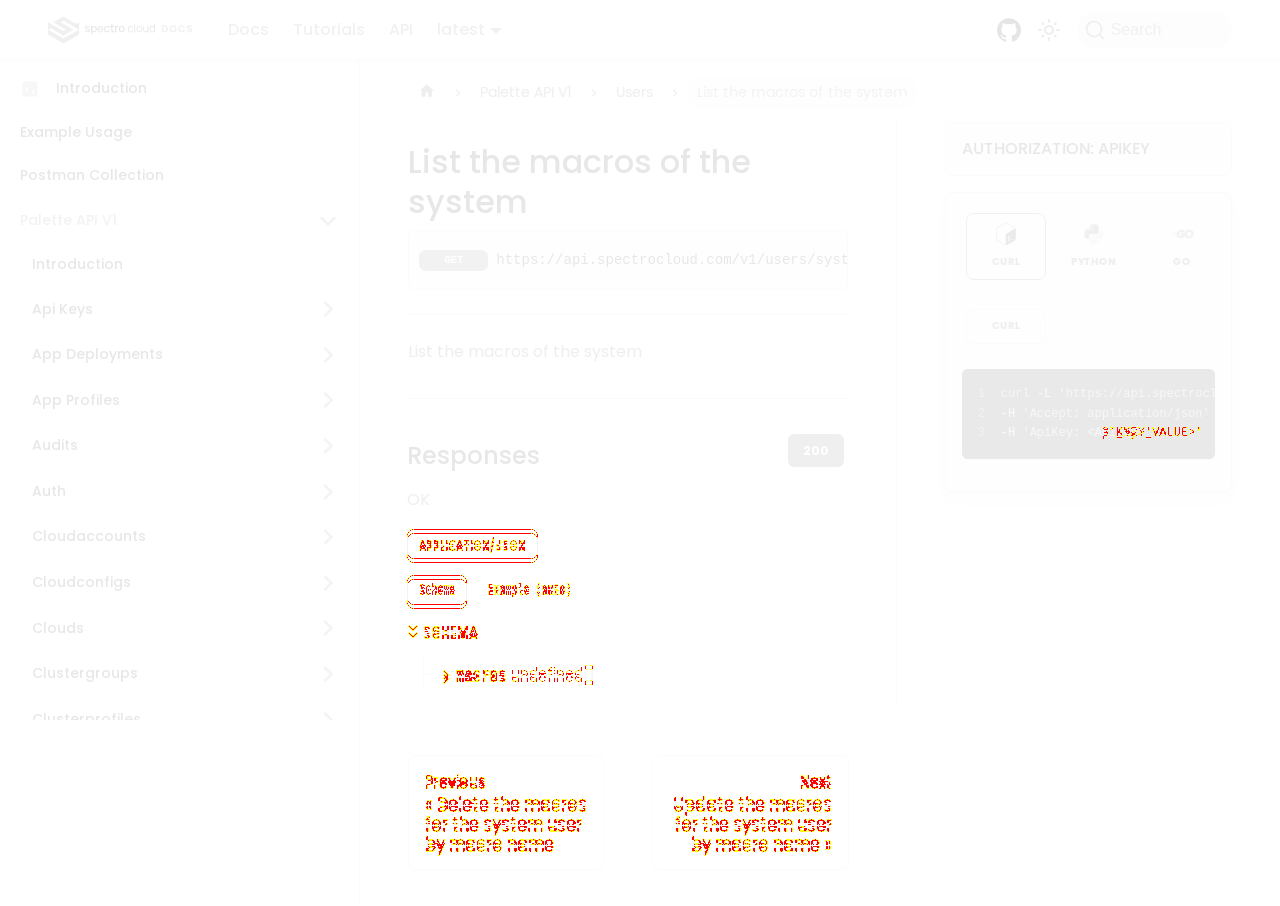 spectro cloud DOCS
Docs
Tutorials
API
latest
Search
Introduction
Example Usage
Postman Collection
Palette API V1
Introduction
Api Keys
App Deployments
App Profiles
Audits
Auth
Cloudaccounts
Cloudconfigs
Clouds
Clustergroups
Clusterprofiles
Palette API V1
Users
List the macros of the system
List the macros of the
system
GET https://api.spectrocloud.com/v1/users/syst
List the macros of the system
Responses
200
OK
APPLICATION/JSON
Schema
Example (auto)
SCHEMA
macros undefined[]
Previous
« Delete the macros
for the system user
by macro name
Next
Update the macros
for the system user
by macro name »
AUTHORIZATION: APIKEY
CURL
PYTHON
-GO
GO
CURL
1 curl -L 'https://api.spectrocl
2 -H 'Accept: application/json'
3 -H 'ApiKey: VALUE>'